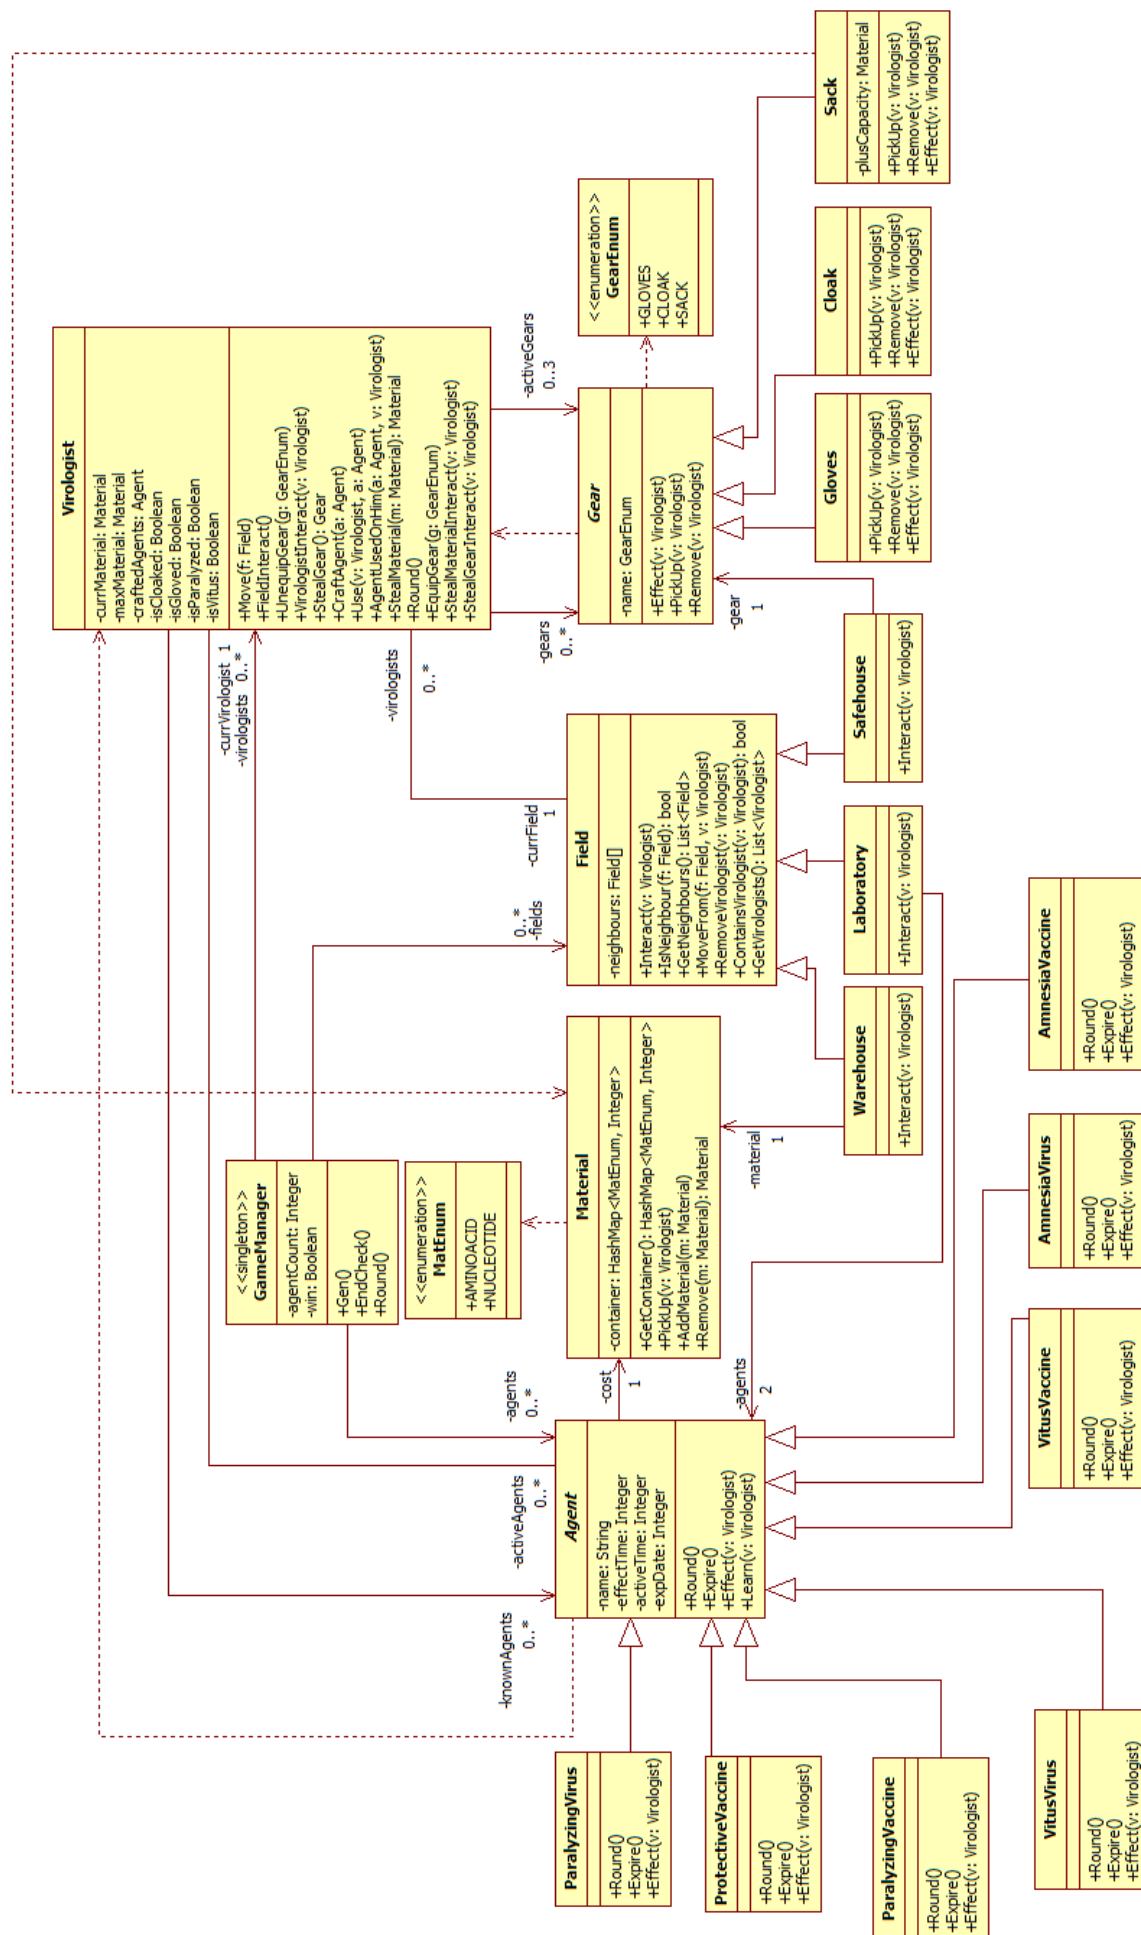 Virologist
-currMaterial: Material
-maxMaterial: Material
-craftedAgents: Agent
-isCloaked: Boolean
-isGloved: Boolean
-isParalyzed: Boolean
-isVitus: Boolean
+Move(f: Field)
+FieldInteract()
+UnequipGear(g: GearEnum)
+VirologistInteract(v: Virologist)
+StealGear(): Gear
+CraftAgent(a: Agent)
+Use(v: Virologist, a: Agent)
+AgentUsedOnHim(a: Agent, v: Virologist)
+StealMaterial(m: Material): Material
+Round()
+EquipGear(g: GearEnum)
+StealMaterialInteract(v: Virologist)
+StealGearInteract(v: Virologist)
-currVirologist 1
-virologists 0..*
-virologists
0..*
-gears
0..*
-activeGears
0..3
<<singleton>>
GameManager
-agentCount: Integer
-win: Boolean
+Gen()
+EndCheck()
+Round()
<<enumeration>>
MatEnum
+AMINOACID
+NUCLEOTIDE
<<enumeration>>
GearEnum
+GLOVES
+CLOAK
+SACK
-knownAgents
0..*
-activeAgents
0..*
-agents
0..*
-cost
1
0..*
-fields
-currField
1
Agent
-name: String
-effectTime: Integer
-activeTime: Integer
-expDate: Integer
+Round()
+Expire()
+Effect(v: Virologist)
+Learn(v: Virologist)
Material
-container: HashMap<MatEnum, Integer>
+GetContainer(): HashMap<MatEnum, Integer>
+PickUp(v: Virologist)
+AddMaterial(m: Material)
+Remove(m: Material): Material
Field
-neighbours: Field[]
+Interact(v: Virologist)
+IsNeighbour(f: Field): bool
+GetNeighbours(): List<Field>
+MoveFrom(f: Field, v: Virologist)
+RemoveVirologist(v: Virologist)
+ContainsVirologist(v: Virologist): bool
+GetVirologists(): List<Virologist>
Gear
-name: GearEnum
+Effect(v: Virologist)
+PickUp(v: Virologist)
+Remove(v: Virologist)
-agents
2
-material
1
-gear
1
ParalyzingVirus
+Round()
+Expire()
+Effect(v: Virologist)
ProtectiveVaccine
+Round()
+Expire()
+Effect(v: Virologist)
ParalyzingVaccine
+Round()
+Expire()
+Effect(v: Virologist)
VitusVirus
+Round()
+Expire()
+Effect(v: Virologist)
VitusVaccine
+Round()
+Expire()
+Effect(v: Virologist)
AmnesiaVirus
+Round()
+Expire()
+Effect(v: Virologist)
AmnesiaVaccine
+Round()
+Expire()
+Effect(v: Virologist)
Warehouse
+Interact(v: Virologist)
Laboratory
+Interact(v: Virologist)
Safehouse
+Interact(v: Virologist)
Gloves
+PickUp(v: Virologist)
+Remove(v: Virologist)
+Effect(v: Virologist)
Cloak
+PickUp(v: Virologist)
+Remove(v: Virologist)
+Effect(v: Virologist)
Sack
-plusCapacity: Material
+PickUp(v: Virologist)
+Remove(v: Virologist)
+Effect(v: Virologist)